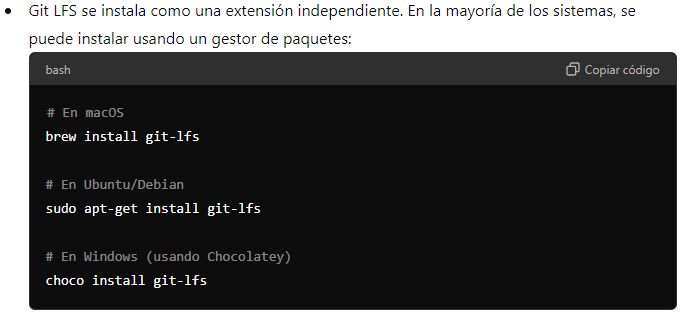 Git LFS se instala como una extensión independiente. En la mayoría de los sistemas, se
puede instalar usando un gestor de paquetes:
bash
Copiar código
# En macOS
brew install git-lfs
# En Ubuntu/Debian
sudo apt-get install git-lfs
# En Windows (usando Chocolatey)
choco install git-lfs